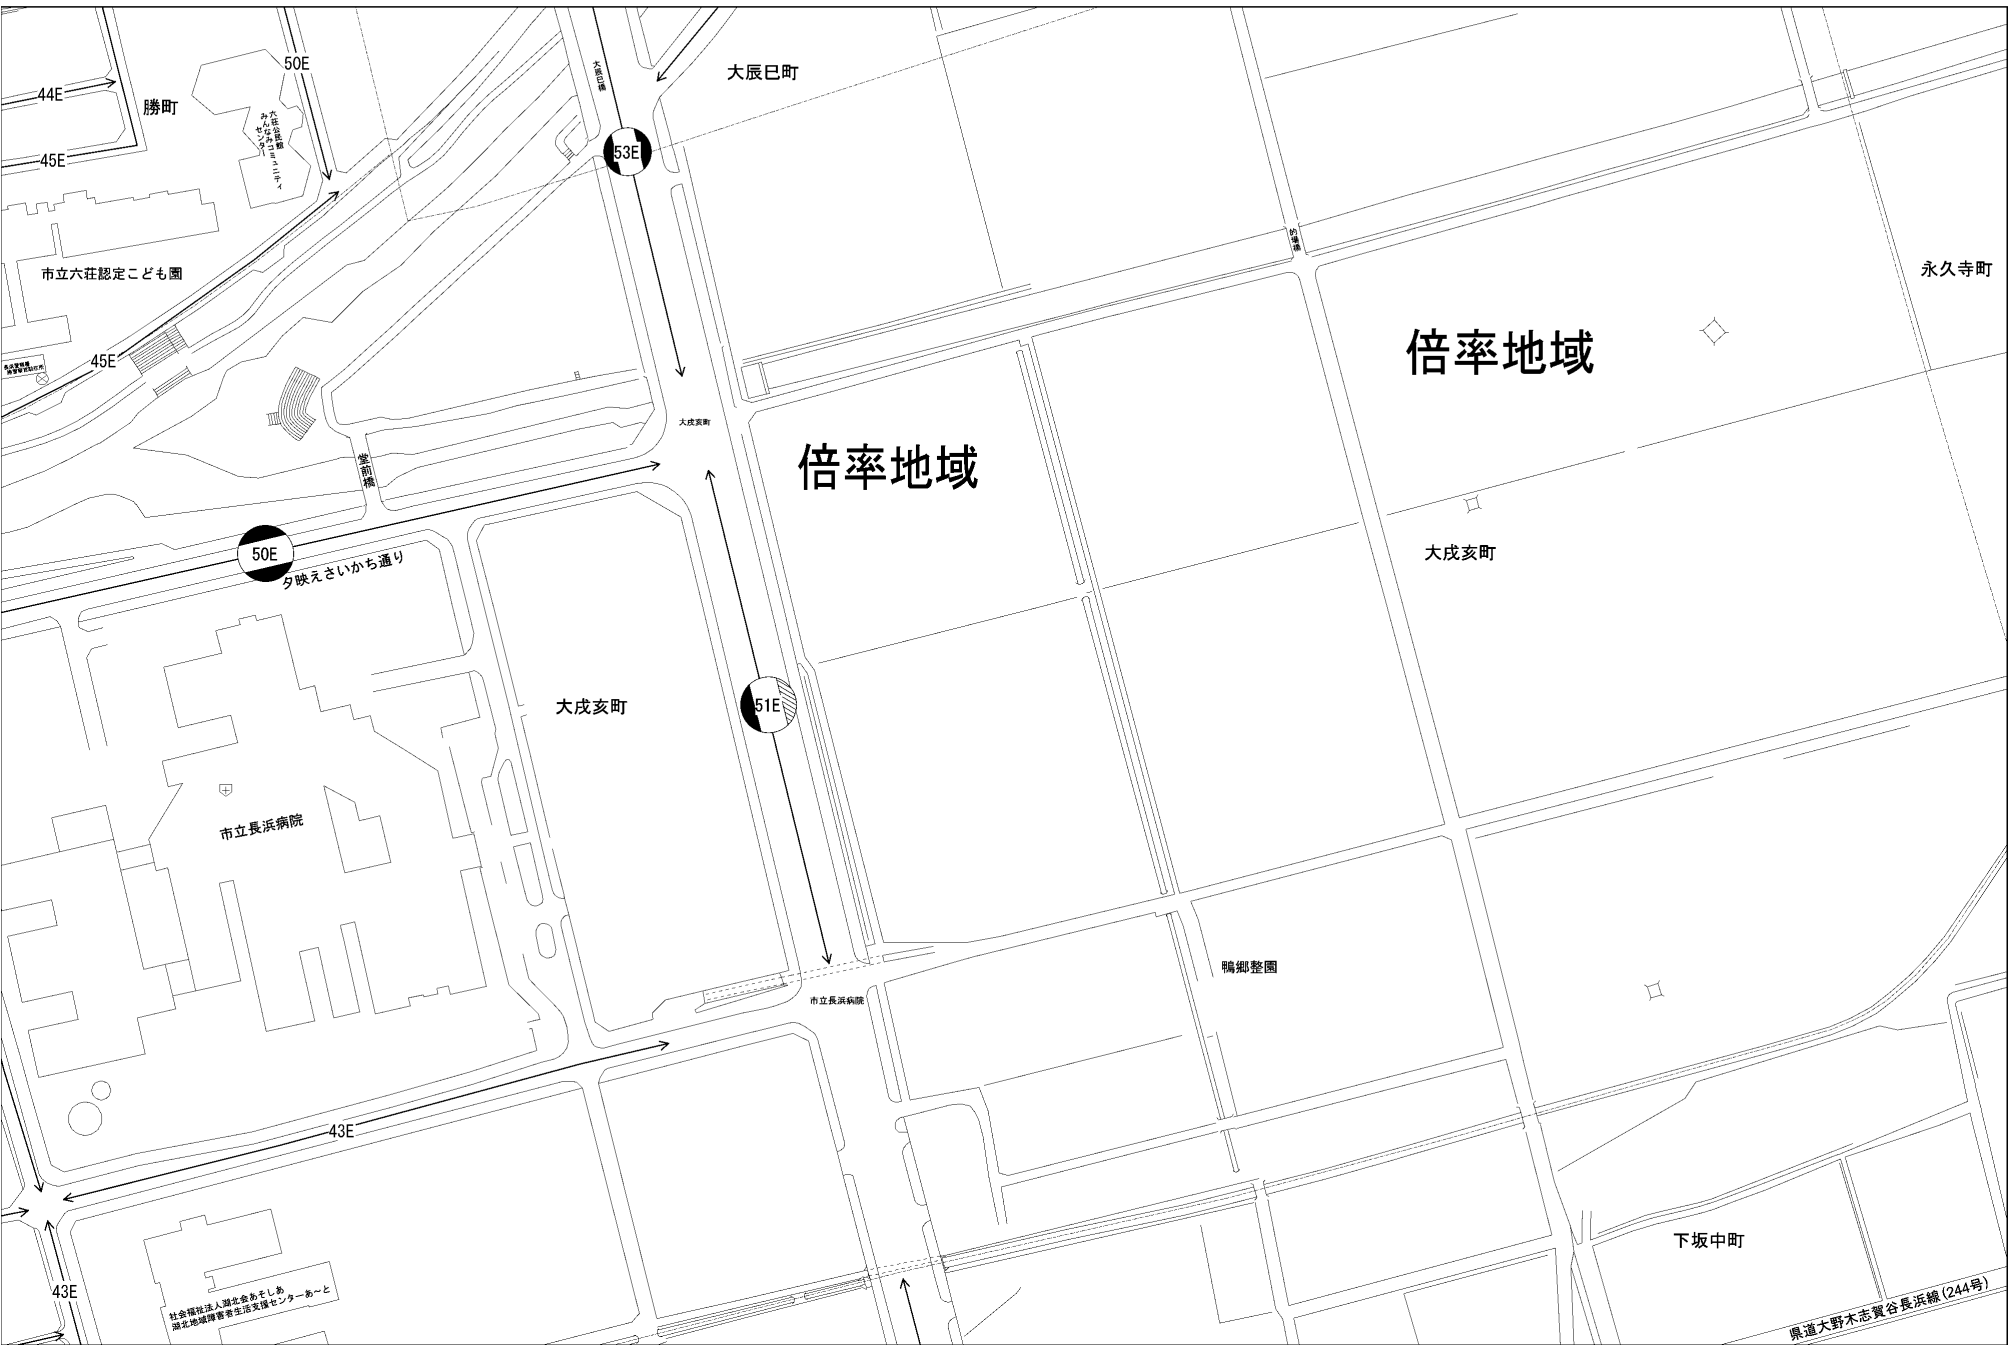 50E
44E
勝町
45E
六荘公民館
みんなみコミュニティ
センター
大辰巳橋
大辰巳町
53E
的場橋
永久寺町
市立六荘認定こども園
45E
倍率地域
大戌亥町
倍率地域
堂前橋
50E
夕映えさいかち通り
大戌亥町
大戌亥町
51E
市立長浜病院
鴨郷整園
市立長浜病院
43E
下坂中町
43E
社会福祉法人湖北会あそしあ
湖北地域障害者生活支援センターあ～と
県道大野木志賀谷長浜線(244号)